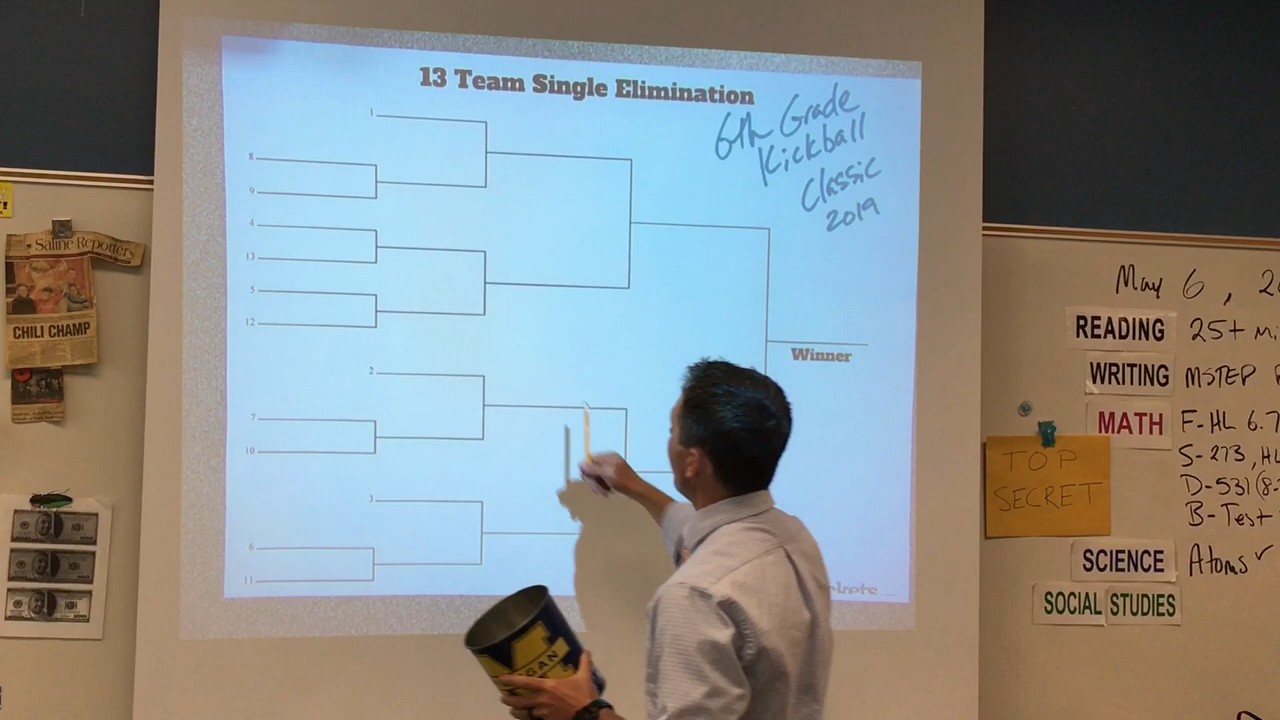 13 Team Single Elimination
6th Grade
Kickball
Classic
2019
1
8
9
4
13
5
12
2
7
10
3
6
11
Winner
Saline Reporter
CHILI CHAMP
May 6,
READING 25+
WRITING MSTEP
MATH F-HL 6.7
S-273, HL
D-531 (8-
B-Test
TOP
SECRET
SCIENCE Atoms
SOCIAL STUDIES